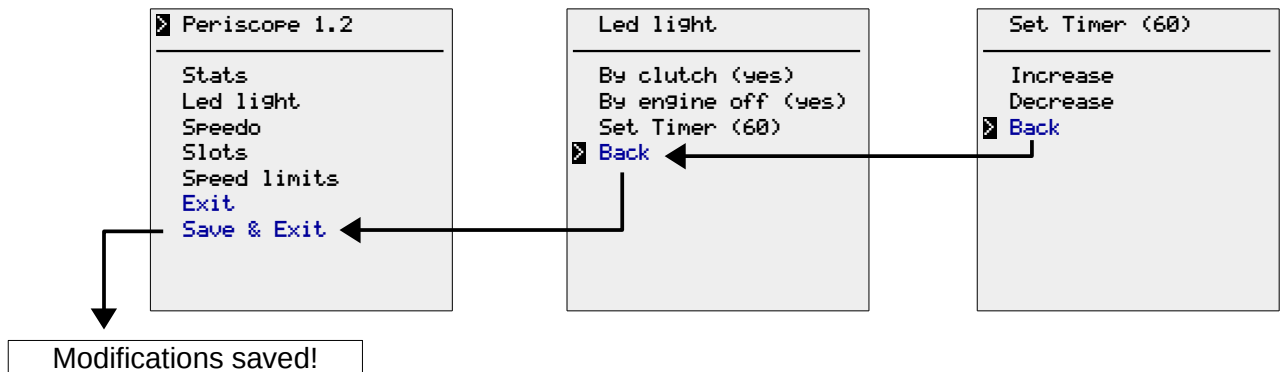 Periscope 1.2
Stats
Led light
Speedo
Slots
Speed limits
Exit
Save & Exit
Led light
By clutch (yes)
By engine off (yes)
Set Timer (60)
Back
Set Timer (60)
Increase
Decrease
Back
Modifications saved!